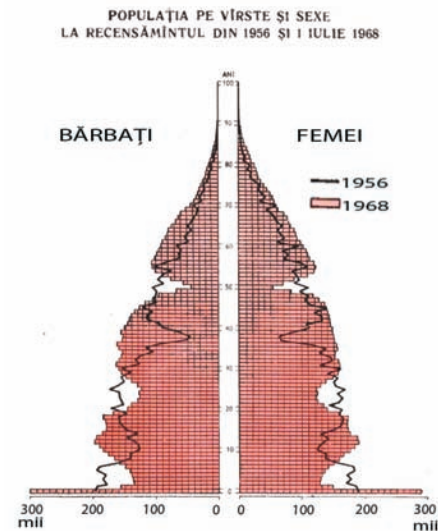 POPULAȚIA PE VÎRSTE ȘI SEXE
LA RECENSĂMÎNTUL DIN 1956 ȘI 1 IULIE 1968
ANI
100
BĂRBAȚI
FEMEI
90
80
1956
1968
70
60
50
40
30
20
10
0
300 200 100 0 0 100 200 300
mii mii